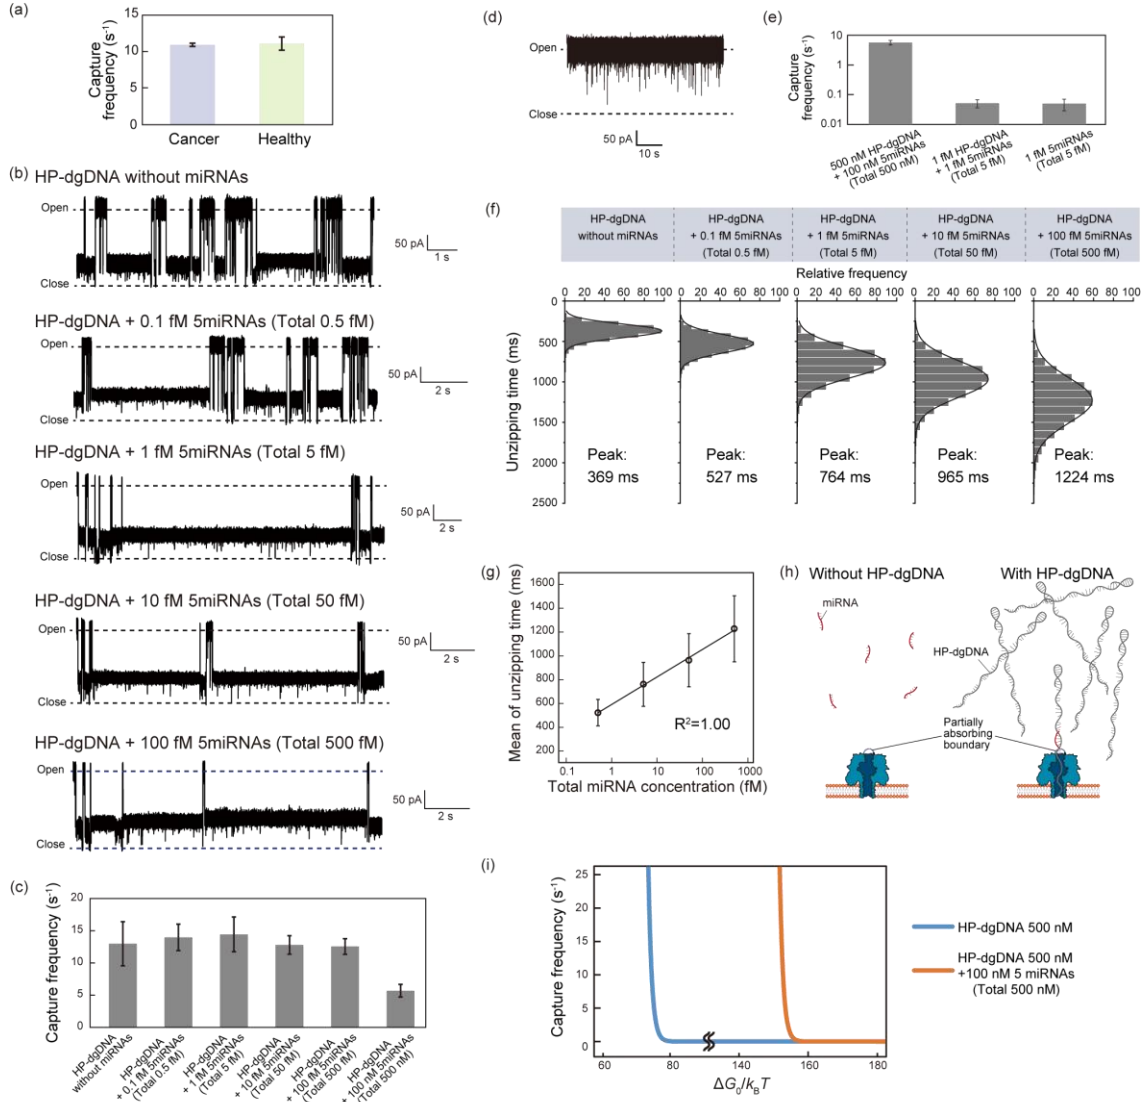 (a)
15
10
5
0
Capture
frequency (s⁻¹)
Cancer
Healthy
(b)
HP-dgDNA without miRNAs
Open
Close
50 pA
1 s
HP-dgDNA + 0.1 fM 5miRNAs (Total 0.5 fM)
Open
Close
50 pA
2 s
HP-dgDNA + 1 fM 5miRNAs (Total 5 fM)
Open
Close
50 pA
2 s
HP-dgDNA + 10 fM 5miRNAs (Total 50 fM)
Open
Close
50 pA
2 s
HP-dgDNA + 100 fM 5miRNAs (Total 500 fM)
Open
Close
50 pA
2 s
(c)
Capture frequency (s⁻¹)
20
15
10
5
0
HP-dgDNA
without miRNAs
HP-dgDNA
+ 0.1 fM 5miRNAs
(Total 0.5 fM)
HP-dgDNA
+ 1 fM 5miRNAs
(Total 5 fM)
HP-dgDNA
+ 10 fM 5miRNAs
(Total 50 fM)
HP-dgDNA
+ 100 fM 5miRNAs
(Total 500 fM)
HP-dgDNA
+ 100 nM 5miRNAs
(Total 500 nM)
(d)
Open
Close
50 pA
10 s
(e)
Capture
frequency (s⁻¹)
10
1
0.1
0.01
500 nM HP-dgDNA
+ 100 nM 5miRNAs
(Total 500 nM)
1 fM HP-dgDNA
+ 1 fM 5miRNAs
(Total 5 fM)
1 fM 5miRNAs
(Total 5 fM)
(f)
HP-dgDNA
without miRNAs
HP-dgDNA
+ 0.1 fM 5miRNAs
(Total 0.5 fM)
HP-dgDNA
+ 1 fM 5miRNAs
(Total 5 fM)
HP-dgDNA
+ 10 fM 5miRNAs
(Total 50 fM)
HP-dgDNA
+ 100 fM 5miRNAs
(Total 500 fM)
Relative frequency
0 20 40 60 80 100
0 20 40 60 80 100
0 20 40 60 80 100
0 20 40 60 80 100
0 20 40 60 80 100
Unzipping time (ms)
0
500
1000
1500
2000
2500
Peak:
369 ms
Peak:
527 ms
Peak:
764 ms
Peak:
965 ms
Peak:
1224 ms
(g)
Mean of unzipping time (ms)
1600
1400
1200
1000
800
600
400
200
R²=1.00
0.1 1 10 100 1000
Total miRNA concentration (fM)
(h)
Without HP-dgDNA
With HP-dgDNA
miRNA
HP-dgDNA
Partially
absorbing
boundary
(i)
Capture frequency (s⁻¹)
25
20
15
10
5
0
60 80 140 160 180
ΔG₀/k_BT
HP-dgDNA 500 nM
HP-dgDNA 500 nM
+100 nM 5 miRNAs
(Total 500 nM)